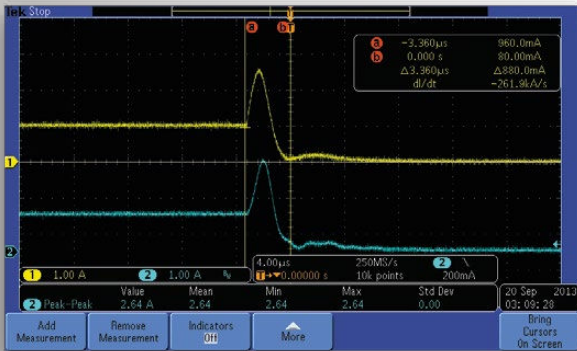 Tek Stop
T
a b T
a -3.360µs 960.0mA
b 0.000 s 80.00mA
Δ3.360µs Δ880.0mA
dI/dt -261.9kA/s
1
2
1 1.00 A 2 1.00 A
4.00µs 250MS/s 2 \
T→▼0.00000 s 10k points 200mA
Value Mean Min Max Std Dev
2 Peak-Peak 2.64 A 2.64 2.64 2.64 0.00
20 Sep 2013
03:09:28
Add Measurement
Remove Measurement
Indicators Off
More
Bring Cursors On Screen